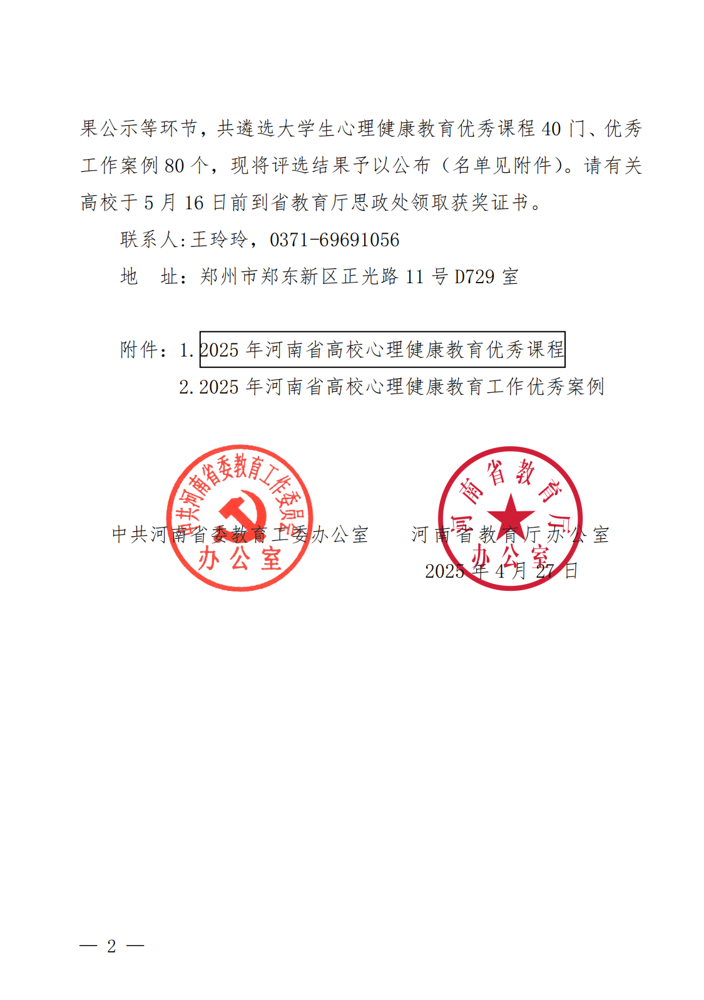 果公示等环节，共遴选大学生心理健康教育优秀课程 40 门、优秀
工作案例 80 个，现将评选结果予以公布（名单见附件）。请有关
高校于 5 月 16 日前到省教育厅思政处领取获奖证书。
联系人：王玲玲，0371-69691056
地　址：郑州市郑东新区正光路 11 号 D729 室
附件：1.2025 年河南省高校心理健康教育优秀课程
2.2025 年河南省高校心理健康教育工作优秀案例
中共河南省委教育工作委员会
办公室
河南省教育厅
办公室
中共河南省委教育工委办公室　河南省教育厅办公室
2025 年 4 月 27 日
— 2 —